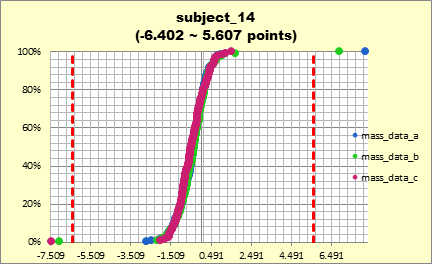 subject_14
(-6.402 ~ 5.607 points)
100%
80%
60%
40%
20%
0%
-7.509 -5.509 -3.509 -1.509 0.491 2.491 4.491 6.491
mass_data_a
mass_data_b
mass_data_c